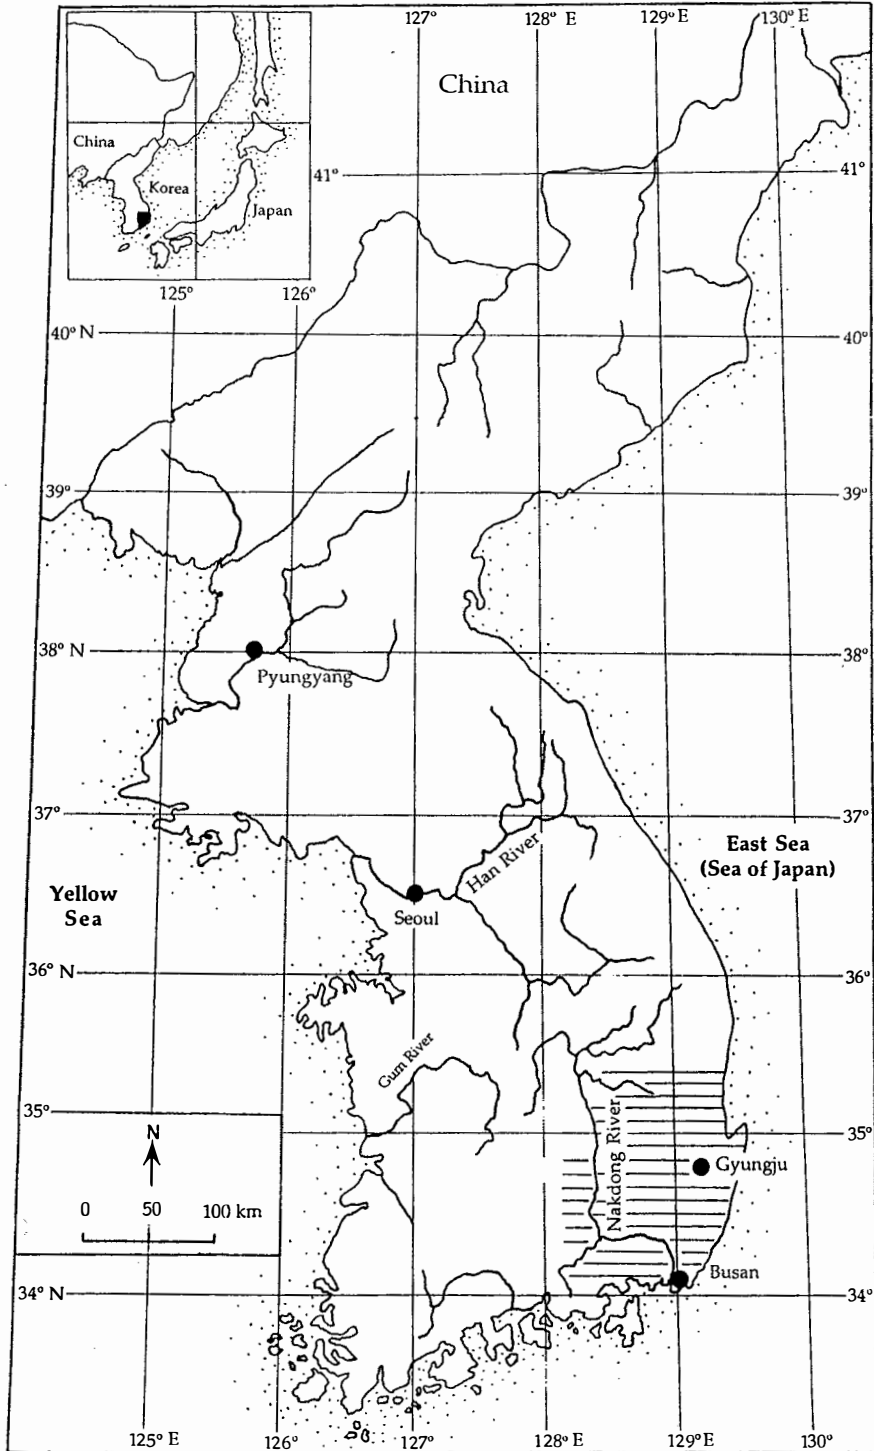 127°
128° E
129° E
130° E
China
China
Korea
Japan
41°
41°
125°
126°
40° N
40°
39°
39°
38° N
38°
Pyungyang
37°
37°
Han River
East Sea
(Sea of Japan)
Yellow
Sea
Seoul
36° N
36°
Gum River
35°
35°
N
Nakdong River
Gyungju
0
50
100 km
Busan
34° N
34°
125° E
126°
127°
128° E
129° E
130°